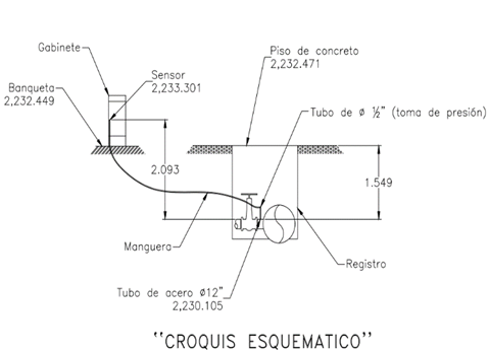 Gabinete
Sensor
2,233.301
Piso de concreto
2,232.471
Banqueta
2,232.449
Tubo de ø ½" (toma de presión)
2.093
1.549
Manguera
Registro
Tubo de acero ø12"
2,230.105
"CROQUIS ESQUEMATICO"